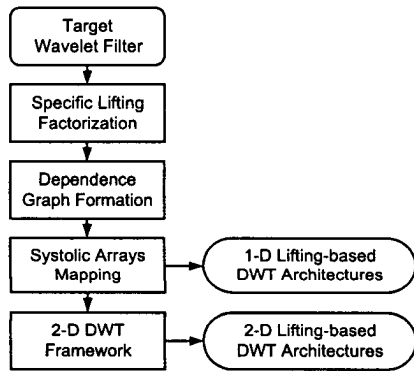 Target
Wavelet Filter
Specific Lifting
Factorization
Dependence
Graph Formation
Systolic Arrays
Mapping
1-D Lifting-based
DWT Architectures
2-D DWT
Framework
2-D Lifting-based
DWT Architectures